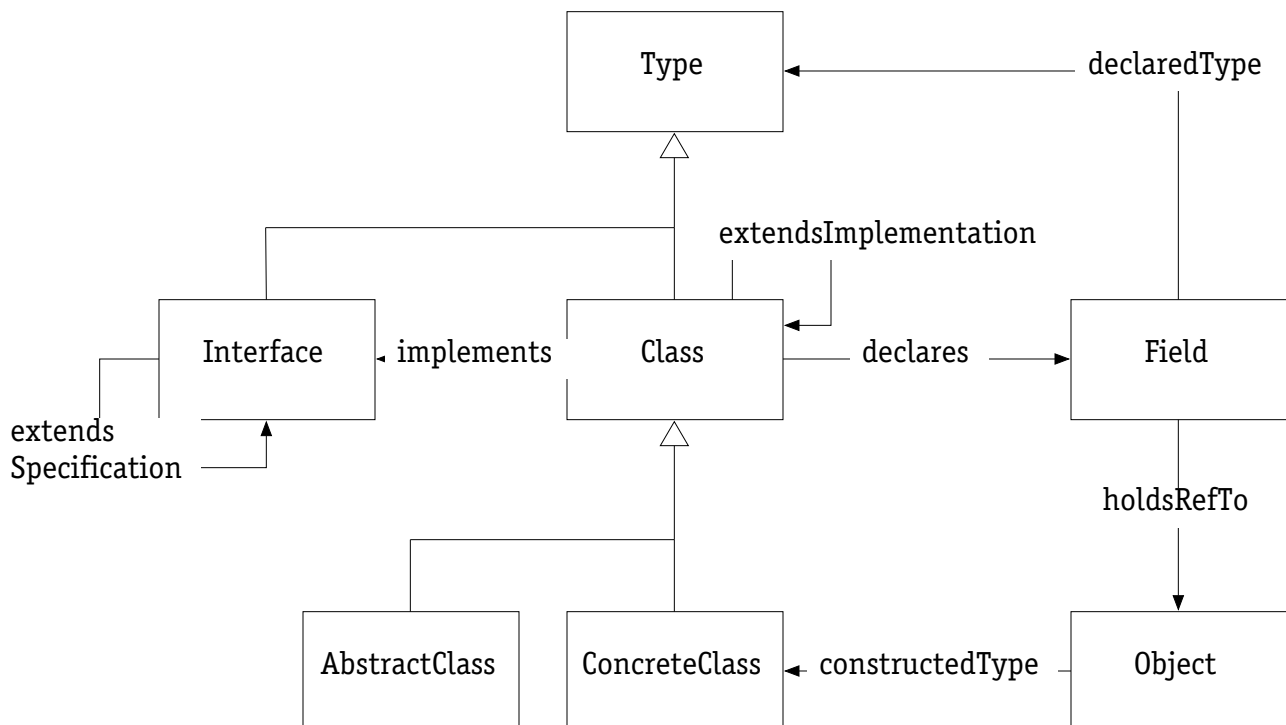 Type
declaredType
extendsImplementation
Interface
implements
Class
declares
Field
extends
Specification
holdsRefTo
AbstractClass
ConcreteClass
constructedType
Object